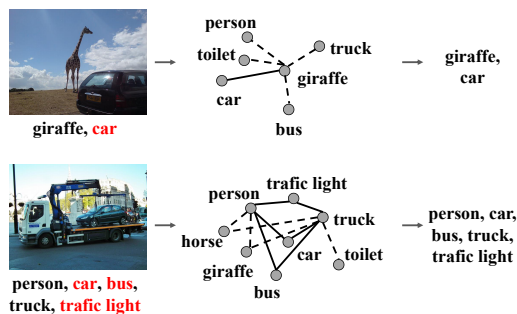 person
toilet
truck
giraffe
car
bus
giraffe,
car
giraffe, car
person
trafic light
truck
horse
giraffe
car
toilet
bus
person, car,
bus, truck,
trafic light
person, car, bus,
truck, trafic light